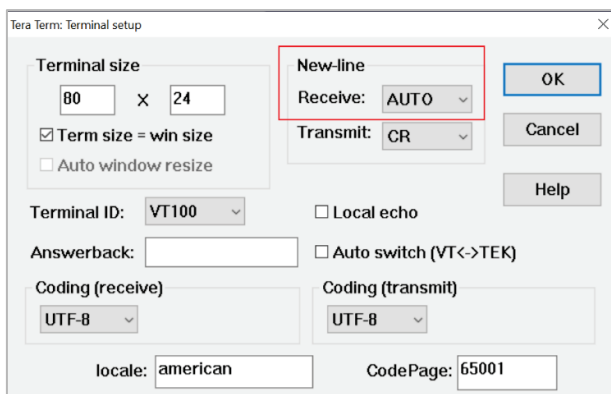 Tera Term: Terminal setup
Terminal size
80 X 24
Term size = win size
Auto window resize
New-line
Receive: AUTO
Transmit: CR
OK
Cancel
Help
Terminal ID: VT100
Local echo
Answerback:
Auto switch (VT<->TEK)
Coding (receive)
UTF-8
Coding (transmit)
UTF-8
locale: american
CodePage: 65001